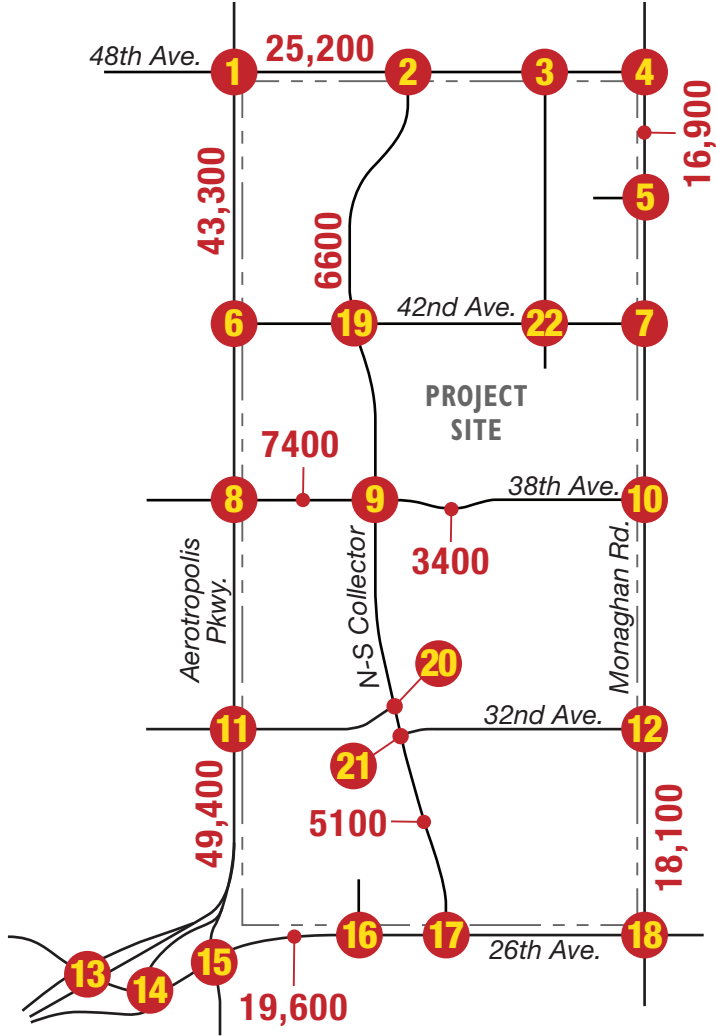 48th Ave.
25,200
1
2
3
4
16,900
5
43,300
6600
42nd Ave.
6
19
22
7
PROJECT
SITE
7400
8
9
38th Ave.
10
3400
Aerotropolis
Pkwy.
N-S Collector
Monaghan Rd.
20
32nd Ave.
11
12
21
49,400
5100
18,100
13
14
15
16
17
26th Ave.
18
19,600